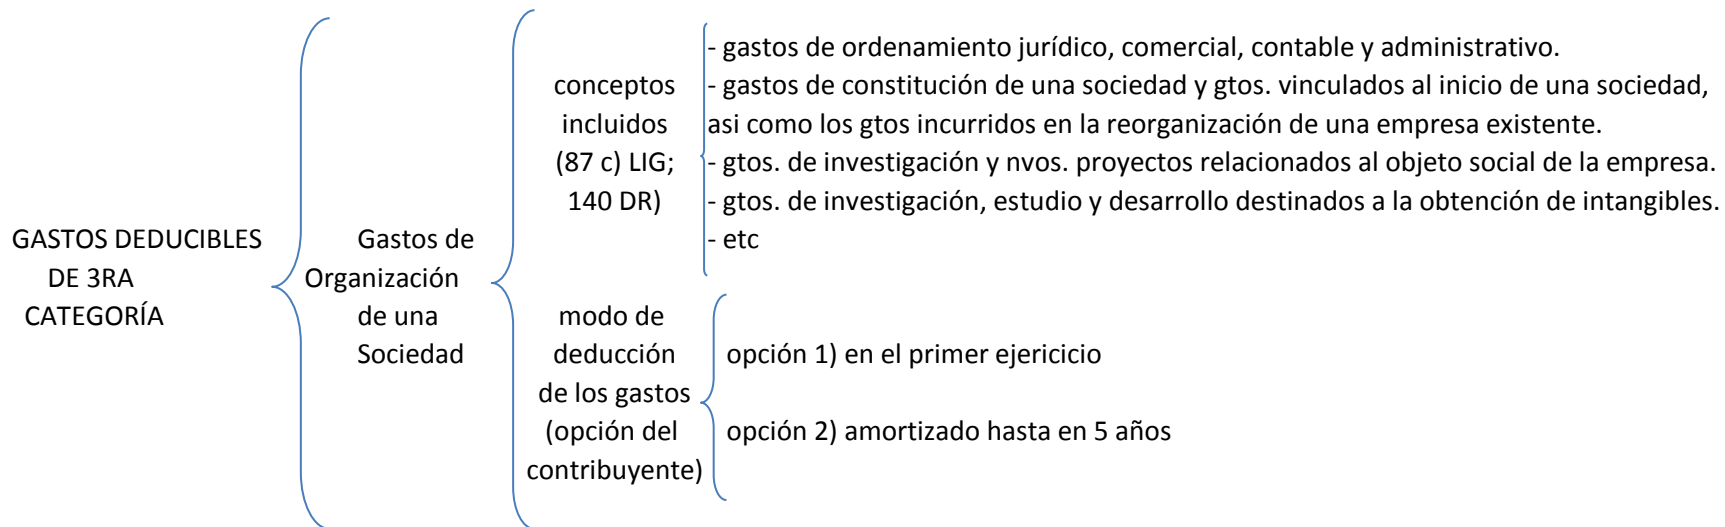 GASTOS DEDUCIBLES
DE 3RA
CATEGORÍA
Gastos de
Organización
de una
Sociedad
conceptos
incluidos
(87 c) LIG;
140 DR)
- gastos de ordenamiento jurídico, comercial, contable y administrativo.
- gastos de constitución de una sociedad y gtos. vinculados al inicio de una sociedad,
asi como los gtos incurridos en la reorganización de una empresa existente.
- gtos. de investigación y nvos. proyectos relacionados al objeto social de la empresa.
- gtos. de investigación, estudio y desarrollo destinados a la obtención de intangibles.
- etc
modo de
deducción
de los gastos
(opción del
contribuyente)
opción 1) en el primer ejericicio
opción 2) amortizado hasta en 5 años